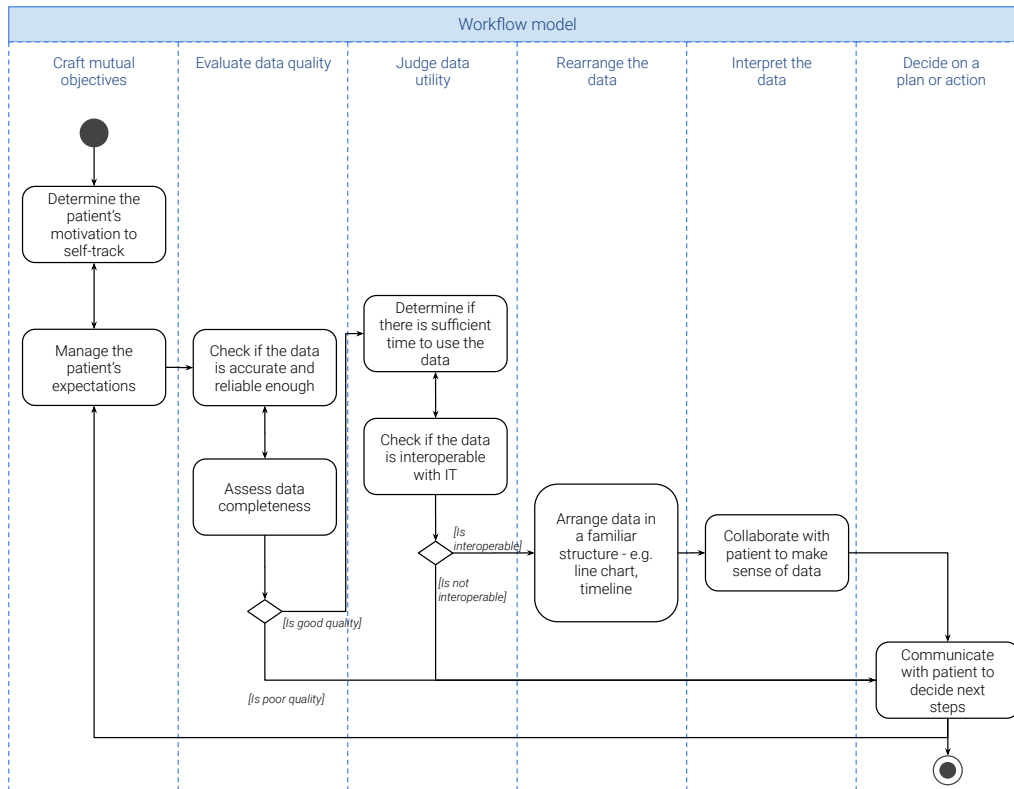 Workflow model
Craft mutual
objectives
Evaluate data quality
Judge data
utility
Rearrange the
data
Interpret the
data
Decide on a
plan or action
Determine the
patient's
motivation to
self-track
Manage the
patient's
expectations
Check if the data
is accurate and
reliable enough
Assess data
completeness
[Is good quality]
[Is poor quality]
Determine if
there is sufficient
time to use the
data
Check if the data
is interoperable
with IT
[Is
interoperable]
[Is not
interoperable]
Arrange data in
a familiar
structure - e.g.
line chart,
timeline
Collaborate with
patient to make
sense of data
Communicate
with patient to
decide next
steps